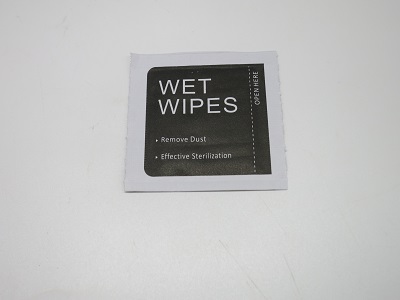 WET
WIPES
Remove Dust
Effective Sterilization
OPEN HERE